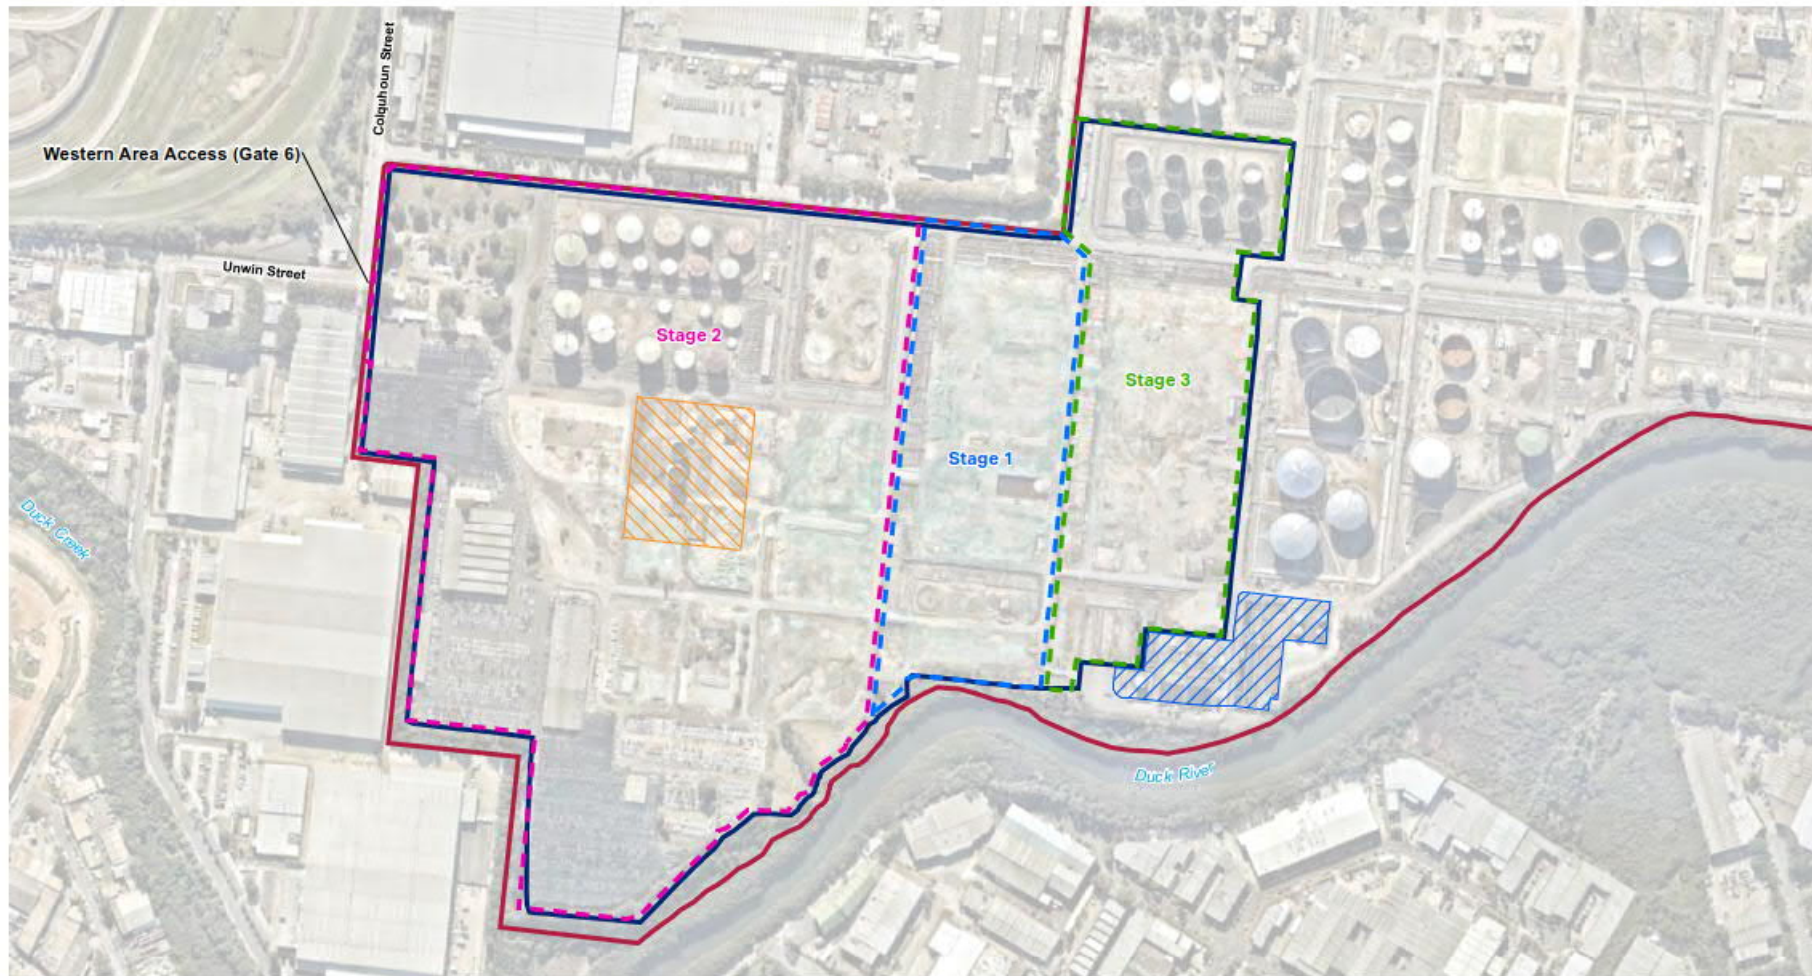 Colquhoun Street
Western Area Access (Gate 6)
Unwin Street
Stage 2
Stage 3
Stage 1
Duck Creek
Duck River